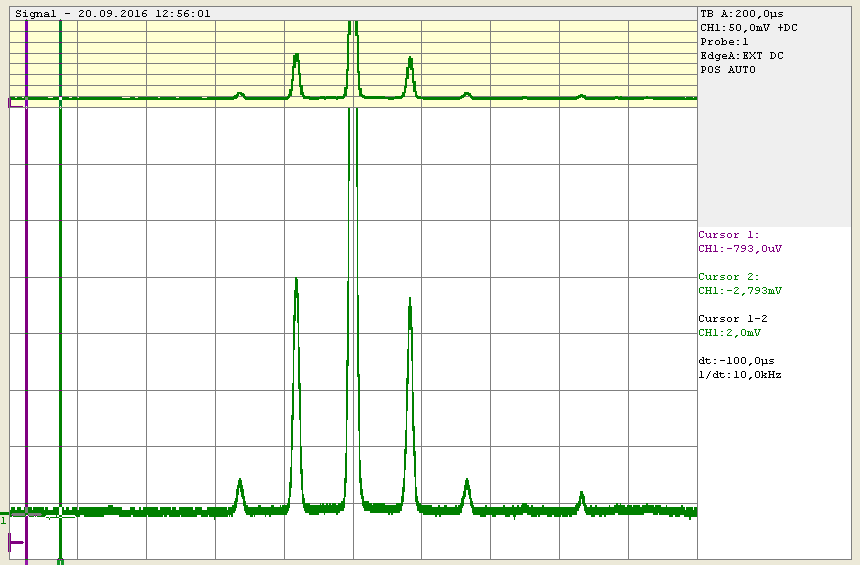 Signal - 20.09.2016 12:56:01
TB A:200,0µs
CH1:50,0mV +DC
Probe:1
EdgeA:EXT DC
POS AUTO
Cursor 1:
CH1:-793,0uV
Cursor 2:
CH1:-2,793mV
Cursor 1-2
CH1:2,0mV
dt:-100,0µs
1/dt:10,0kHz
1